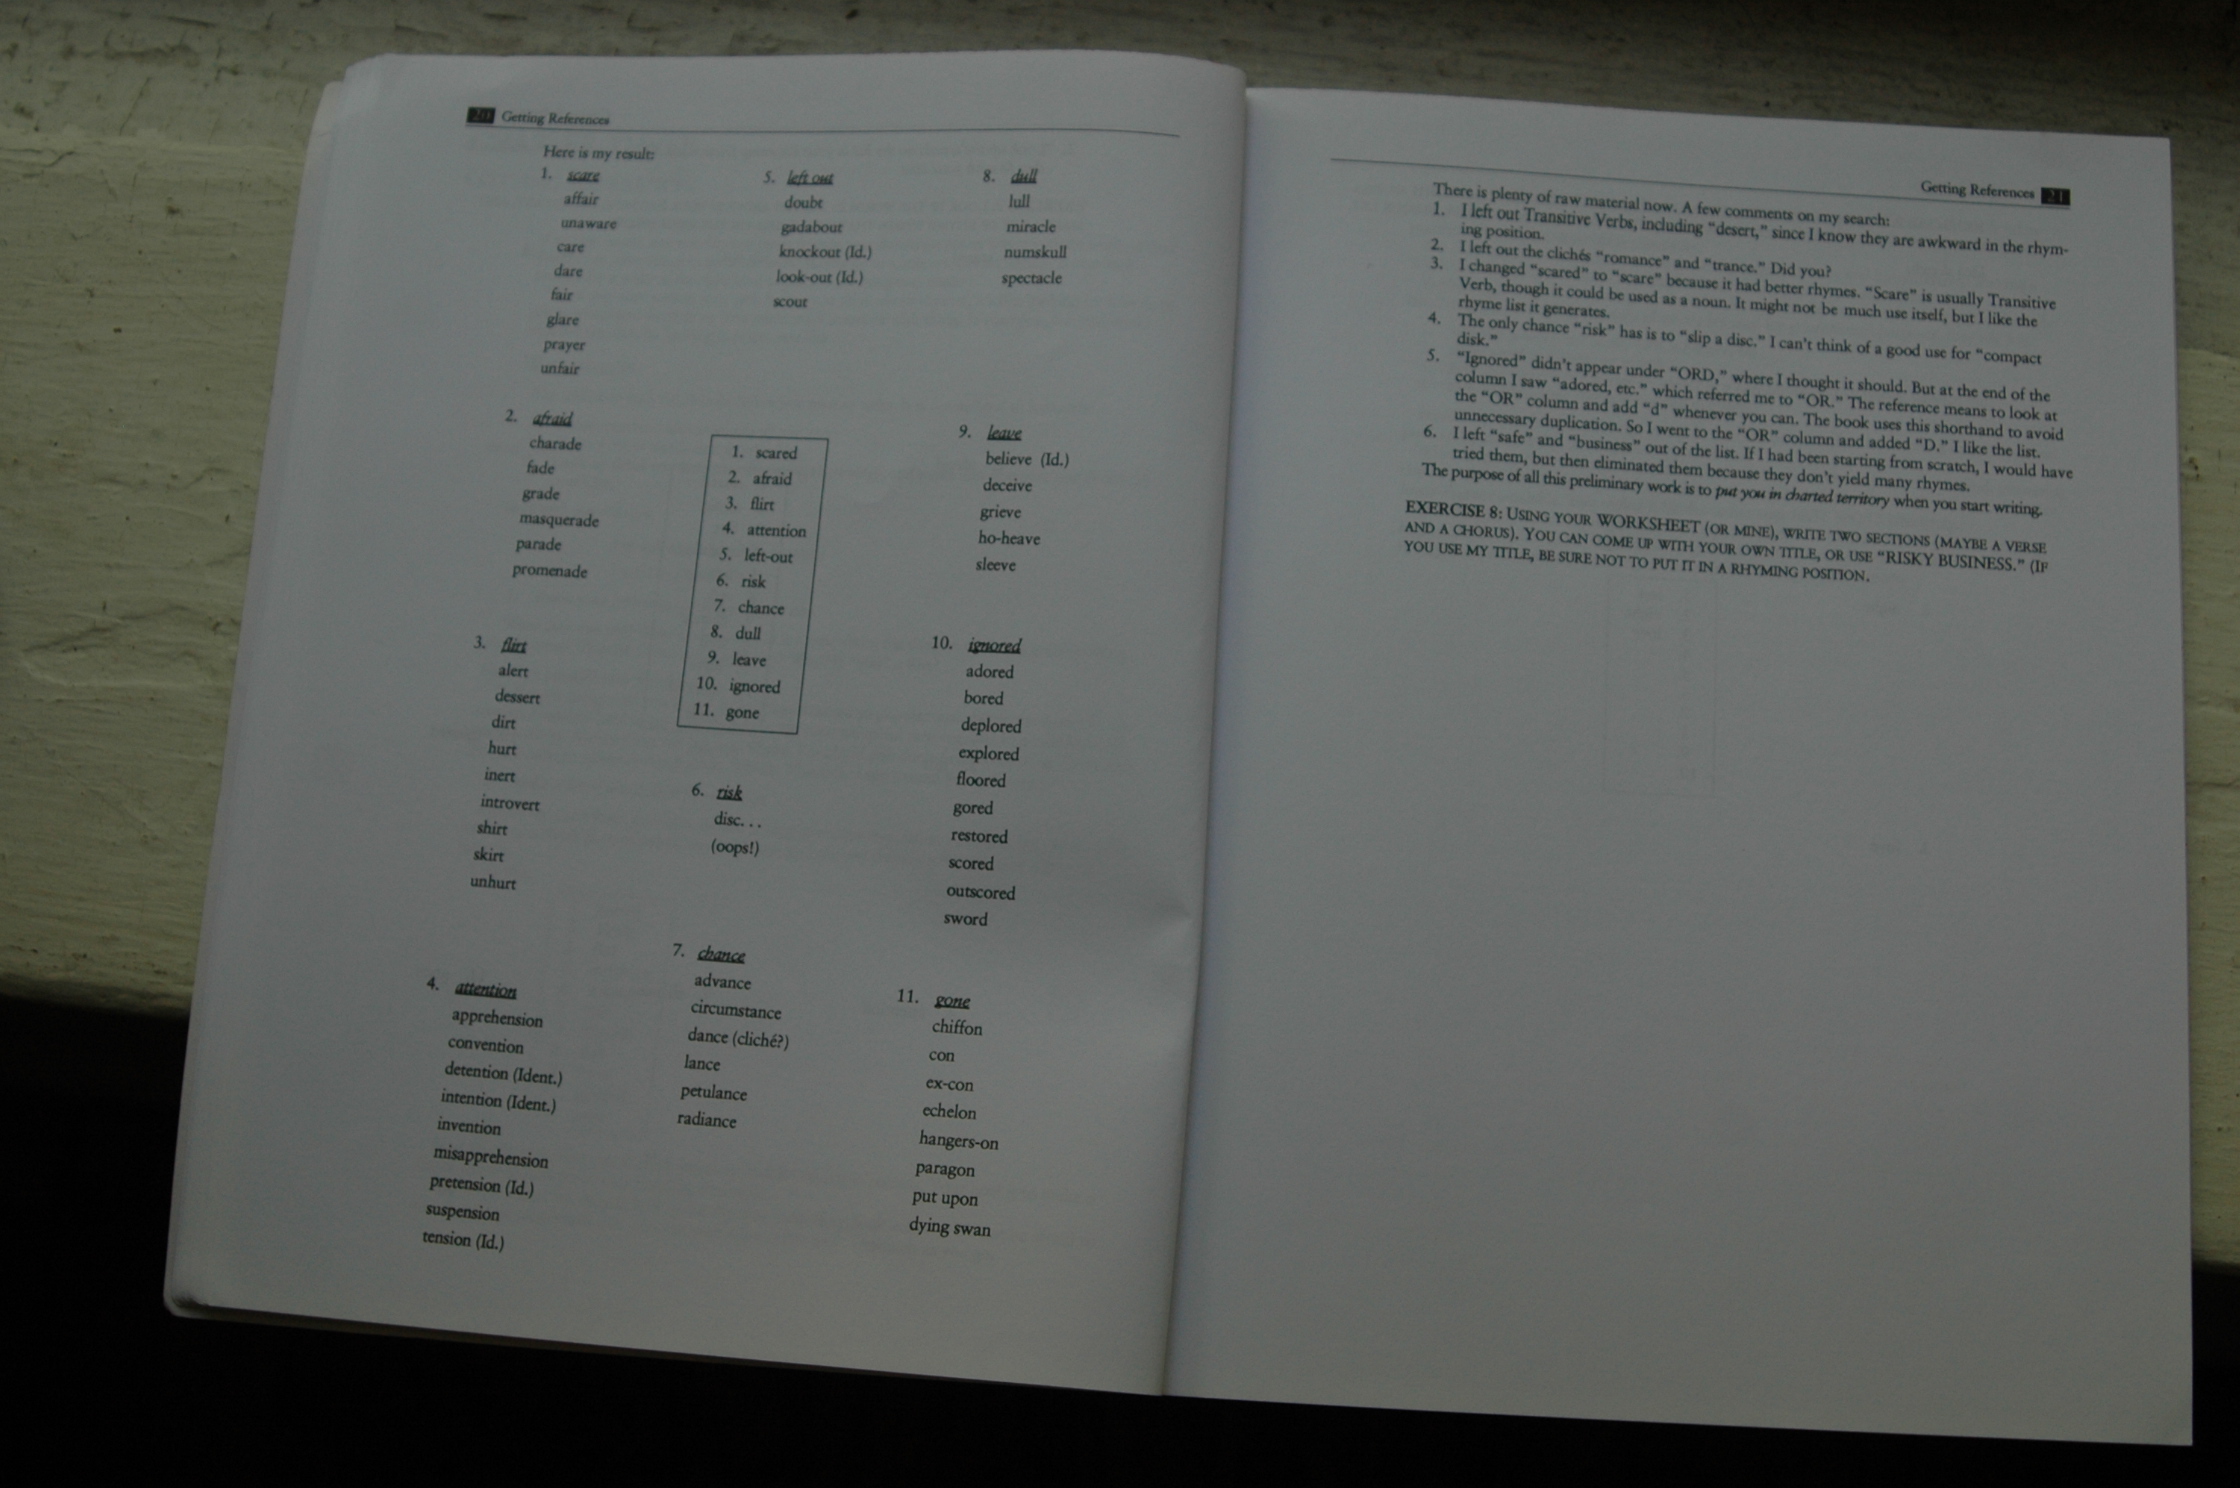 20 Getting References
Here is my result:
1. scare
affair
unaware
care
dare
fair
glare
prayer
unfair
2. afraid
charade
fade
grade
masquerade
parade
promenade
3. flirt
alert
dessert
dirt
hurt
inert
introvert
shirt
skirt
unhurt
4. attention
apprehension
convention
detention (Ident.)
intention (Ident.)
invention
misapprehension
pretension (Id.)
suspension
tension (Id.)
5. left out
doubt
gadabout
knockout (Id.)
look-out (Id.)
scout
1. scared
2. afraid
3. flirt
4. attention
5. left-out
6. risk
7. chance
8. dull
9. leave
10. ignored
11. gone
6. risk
disc. . .
(oops!)
7. chance
advance
circumstance
dance (cliché?)
lance
petulance
radiance
8. dull
lull
miracle
numskull
spectacle
9. leave
believe (Id.)
deceive
grieve
ho-heave
sleeve
10. ignored
adored
bored
deplored
explored
floored
gored
restored
scored
outscored
sword
11. gone
chiffon
con
ex-con
echelon
hangers-on
paragon
put upon
dying swan
Getting References 21
There is plenty of raw material now. A few comments on my search:
1. I left out Transitive Verbs, including “desert,” since I know they are awkward in the rhym-
ing position.
2. I left out the clichés “romance” and “trance.” Did you?
3. I changed “scared” to “scare” because it had better rhymes. “Scare” is usually Transitive
Verb, though it could be used as a noun. It might not be much use itself, but I like the
rhyme list it generates.
4. The only chance “risk” has is to “slip a disc.” I can’t think of a good use for “compact
disk.”
5. “Ignored” didn’t appear under “ORD,” where I thought it should. But at the end of the
column I saw “adored, etc.” which referred me to “OR.” The reference means to look at
the “OR” column and add “d” whenever you can. The book uses this shorthand to avoid
unnecessary duplication. So I went to the “OR” column and added “D.” I like the list.
6. I left “safe” and “business” out of the list. If I had been starting from scratch, I would have
tried them, but then eliminated them because they don’t yield many rhymes.
The purpose of all this preliminary work is to put you in charted territory when you start writing.
EXERCISE 8: USING YOUR WORKSHEET (OR MINE), WRITE TWO SECTIONS (MAYBE A VERSE
AND A CHORUS). YOU CAN COME UP WITH YOUR OWN TITLE, OR USE “RISKY BUSINESS.” (IF
YOU USE MY TITLE, BE SURE NOT TO PUT IT IN A RHYMING POSITION.